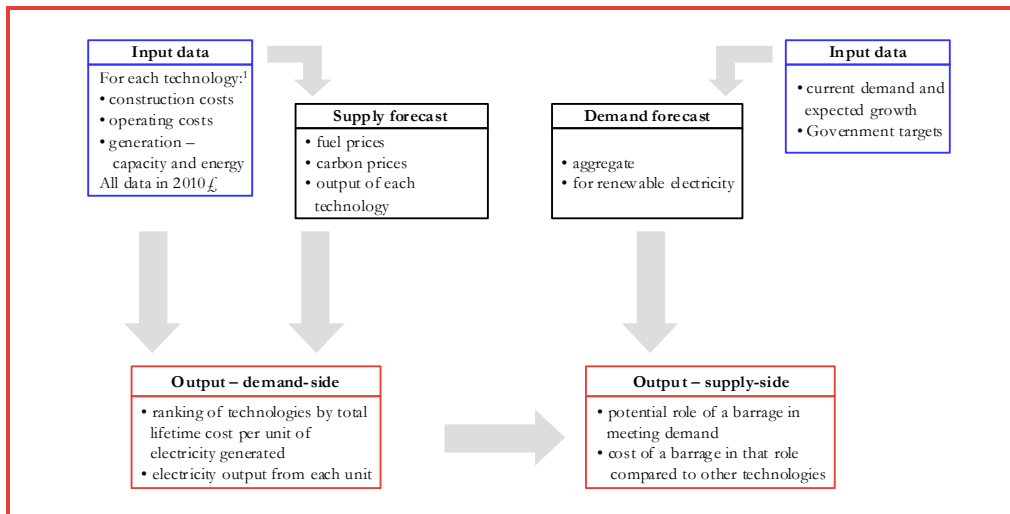 Input data
For each technology:¹
• construction costs
• operating costs
• generation –
capacity and energy
All data in 2010£
Supply forecast
• fuel prices
• carbon prices
• output of each
technology
Demand forecast
• aggregate
• for renewable electricity
Input data
• current demand and
expected growth
• Government targets
Output – demand-side
• ranking of technologies by total
lifetime cost per unit of
electricity generated
• electricity output from each unit
Output – supply-side
• potential role of a barrage in
meeting demand
• cost of a barrage in that role
compared to other technologies